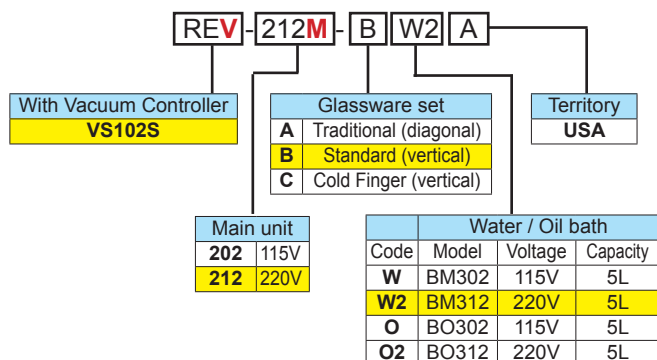 REV-212M-B W2 A
With Vacuum Controller
VS102S
Glassware set
A Traditional (diagonal)
B Standard (vertical)
C Cold Finger (vertical)
Territory
USA
Main unit
202 115V
212 220V
Water / Oil bath
Code Model Voltage Capacity
W BM302 115V 5L
W2 BM312 220V 5L
O BO302 115V 5L
O2 BO312 220V 5L